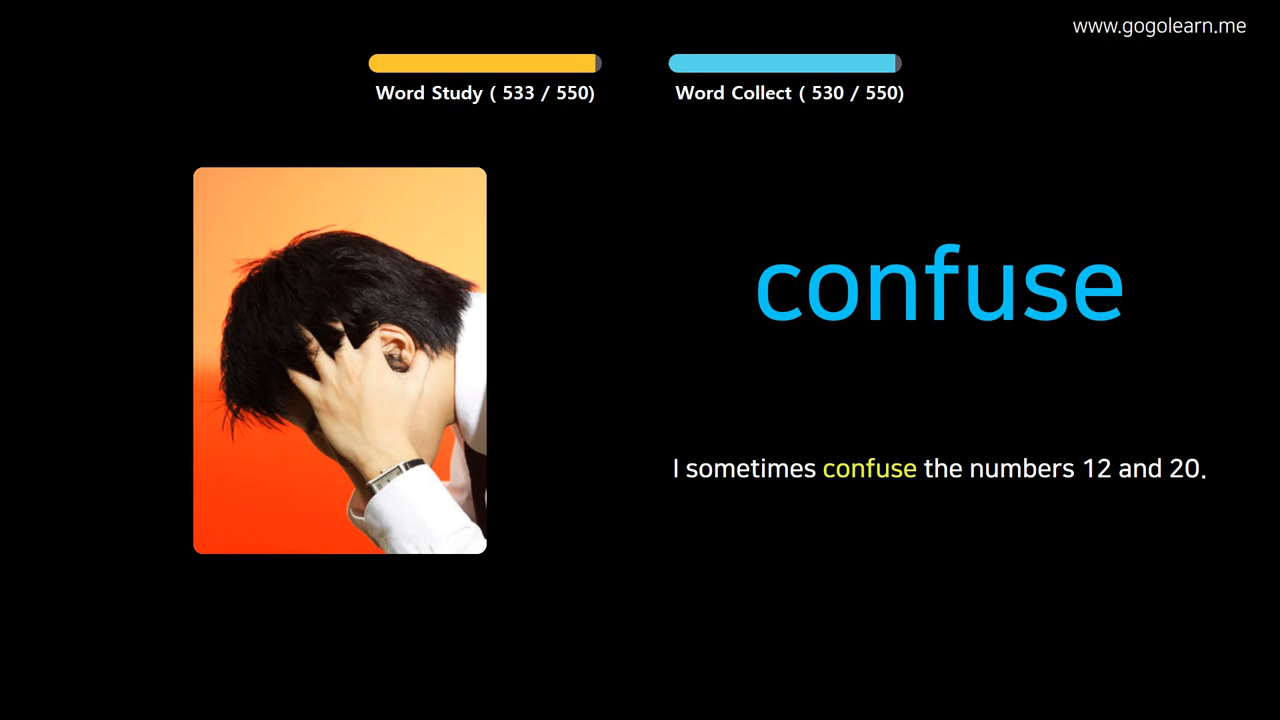 www.gogolearn.me
Word Study ( 533 / 550)
Word Collect ( 530 / 550)
confuse
I sometimes confuse the numbers 12 and 20.